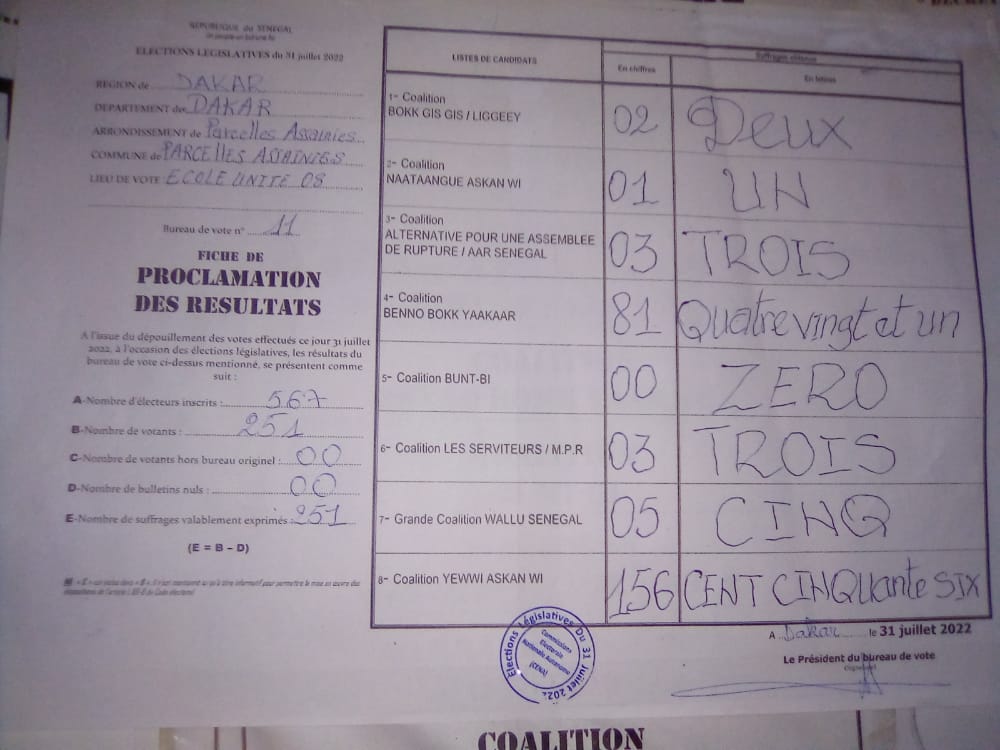 REPUBLIQUE du SENEGAL
Un peuple-un but-une foi
ELECTIONS LEGISLATIVES du 31 juillet 2022
REGION de DAKAR
DEPARTEMENT de DAKAR
ARRONDISSEMENT de Parcelles Assainies
COMMUNE de PARCELLES ASSAINIES
LIEU DE VOTE ECOLE UNITE 08
Bureau de vote n° 11
FICHE DE
PROCLAMATION
DES RESULTATS
A l'issue du dépouillement des votes effectués ce jour 31 juillet
2022, à l'occasion des élections législatives, les résultats du
bureau de vote ci-dessus mentionné, se présentent comme
suit :
A-Nombre d'électeurs inscrits : 567
B-Nombre de votants : 251
C-Nombre de votants hors bureau originel : 00
D-Nombre de bulletins nuls : 00
E-Nombre de suffrages valablement exprimés : 251
(E = B – D)
LISTES DE CANDIDATS
Suffrages obtenus
En chiffres
En lettres
1- Coalition
BOKK GIS GIS / LIGGEEY
02
Deux
2- Coalition
NAATAANGUE ASKAN WI
01
UN
3- Coalition
ALTERNATIVE POUR UNE ASSEMBLEE
DE RUPTURE / AAR SENEGAL
03
TROIS
4- Coalition
BENNO BOKK YAAKAAR
81
Quatre vingt et un
5- Coalition BUNT-BI
00
ZERO
6- Coalition LES SERVITEURS / M.P.R
03
TROIS
7- Grande Coalition WALLU SENEGAL
05
CINQ
8- Coalition YEWWI ASKAN WI
156
CENT CINQUante SIX
Elections Législatives Du 31 Juillet 2022
Commissions
Electorale
Nationale Autonome
(CENA)
A Dakar le 31 juillet 2022
Le Président du bureau de vote
COALITION